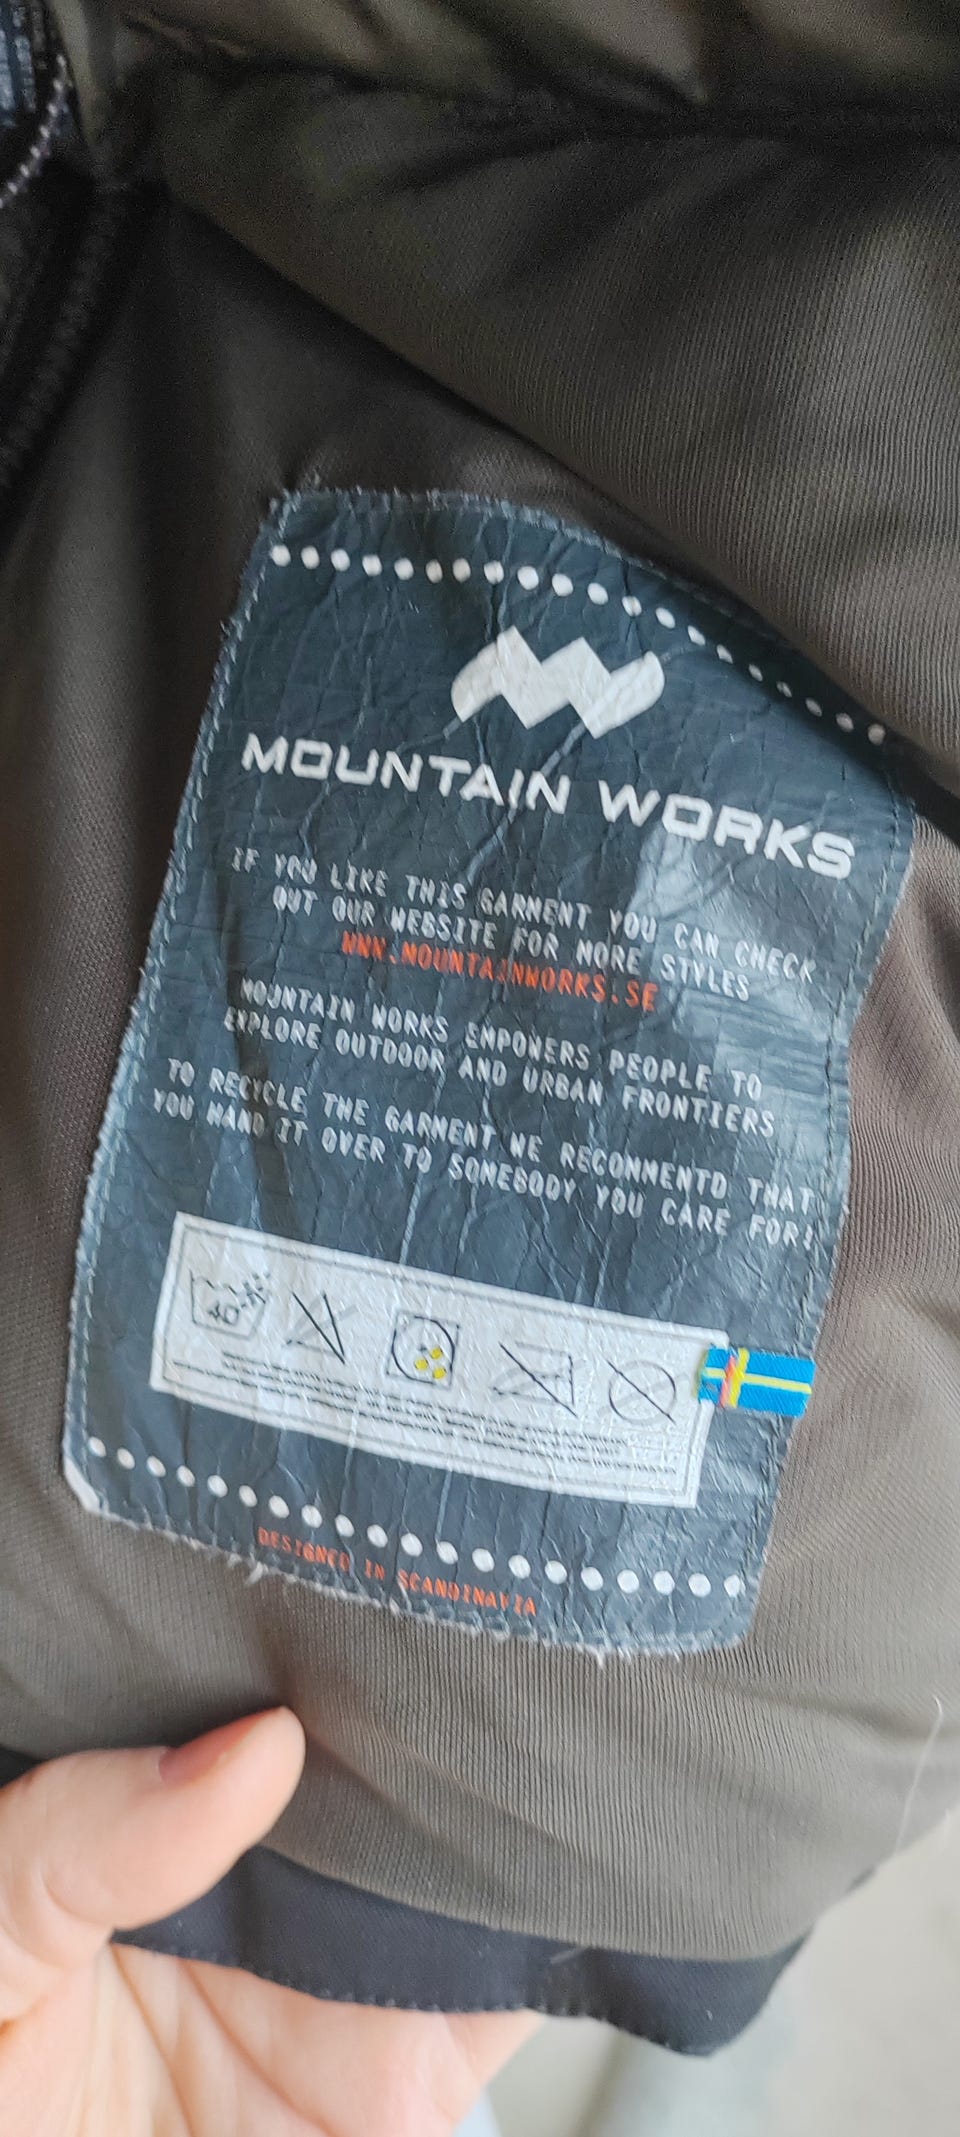 MOUNTAIN WORKS
IF YOU LIKE THIS GARMENT YOU CAN CHECK
OUT OUR WEBSITE FOR MORE STYLES
WWW.MOUNTAINWORKS.SE
MOUNTAIN WORKS EMPOWERS PEOPLE TO
EXPLORE OUTDOOR AND URBAN FRONTIERS
TO RECYCLE THE GARMENT WE RECOMMENTD THAT
YOU HAND IT OVER TO SOMEBODY YOU CARE FOR!
40
DESIGNED IN SCANDINAVIA